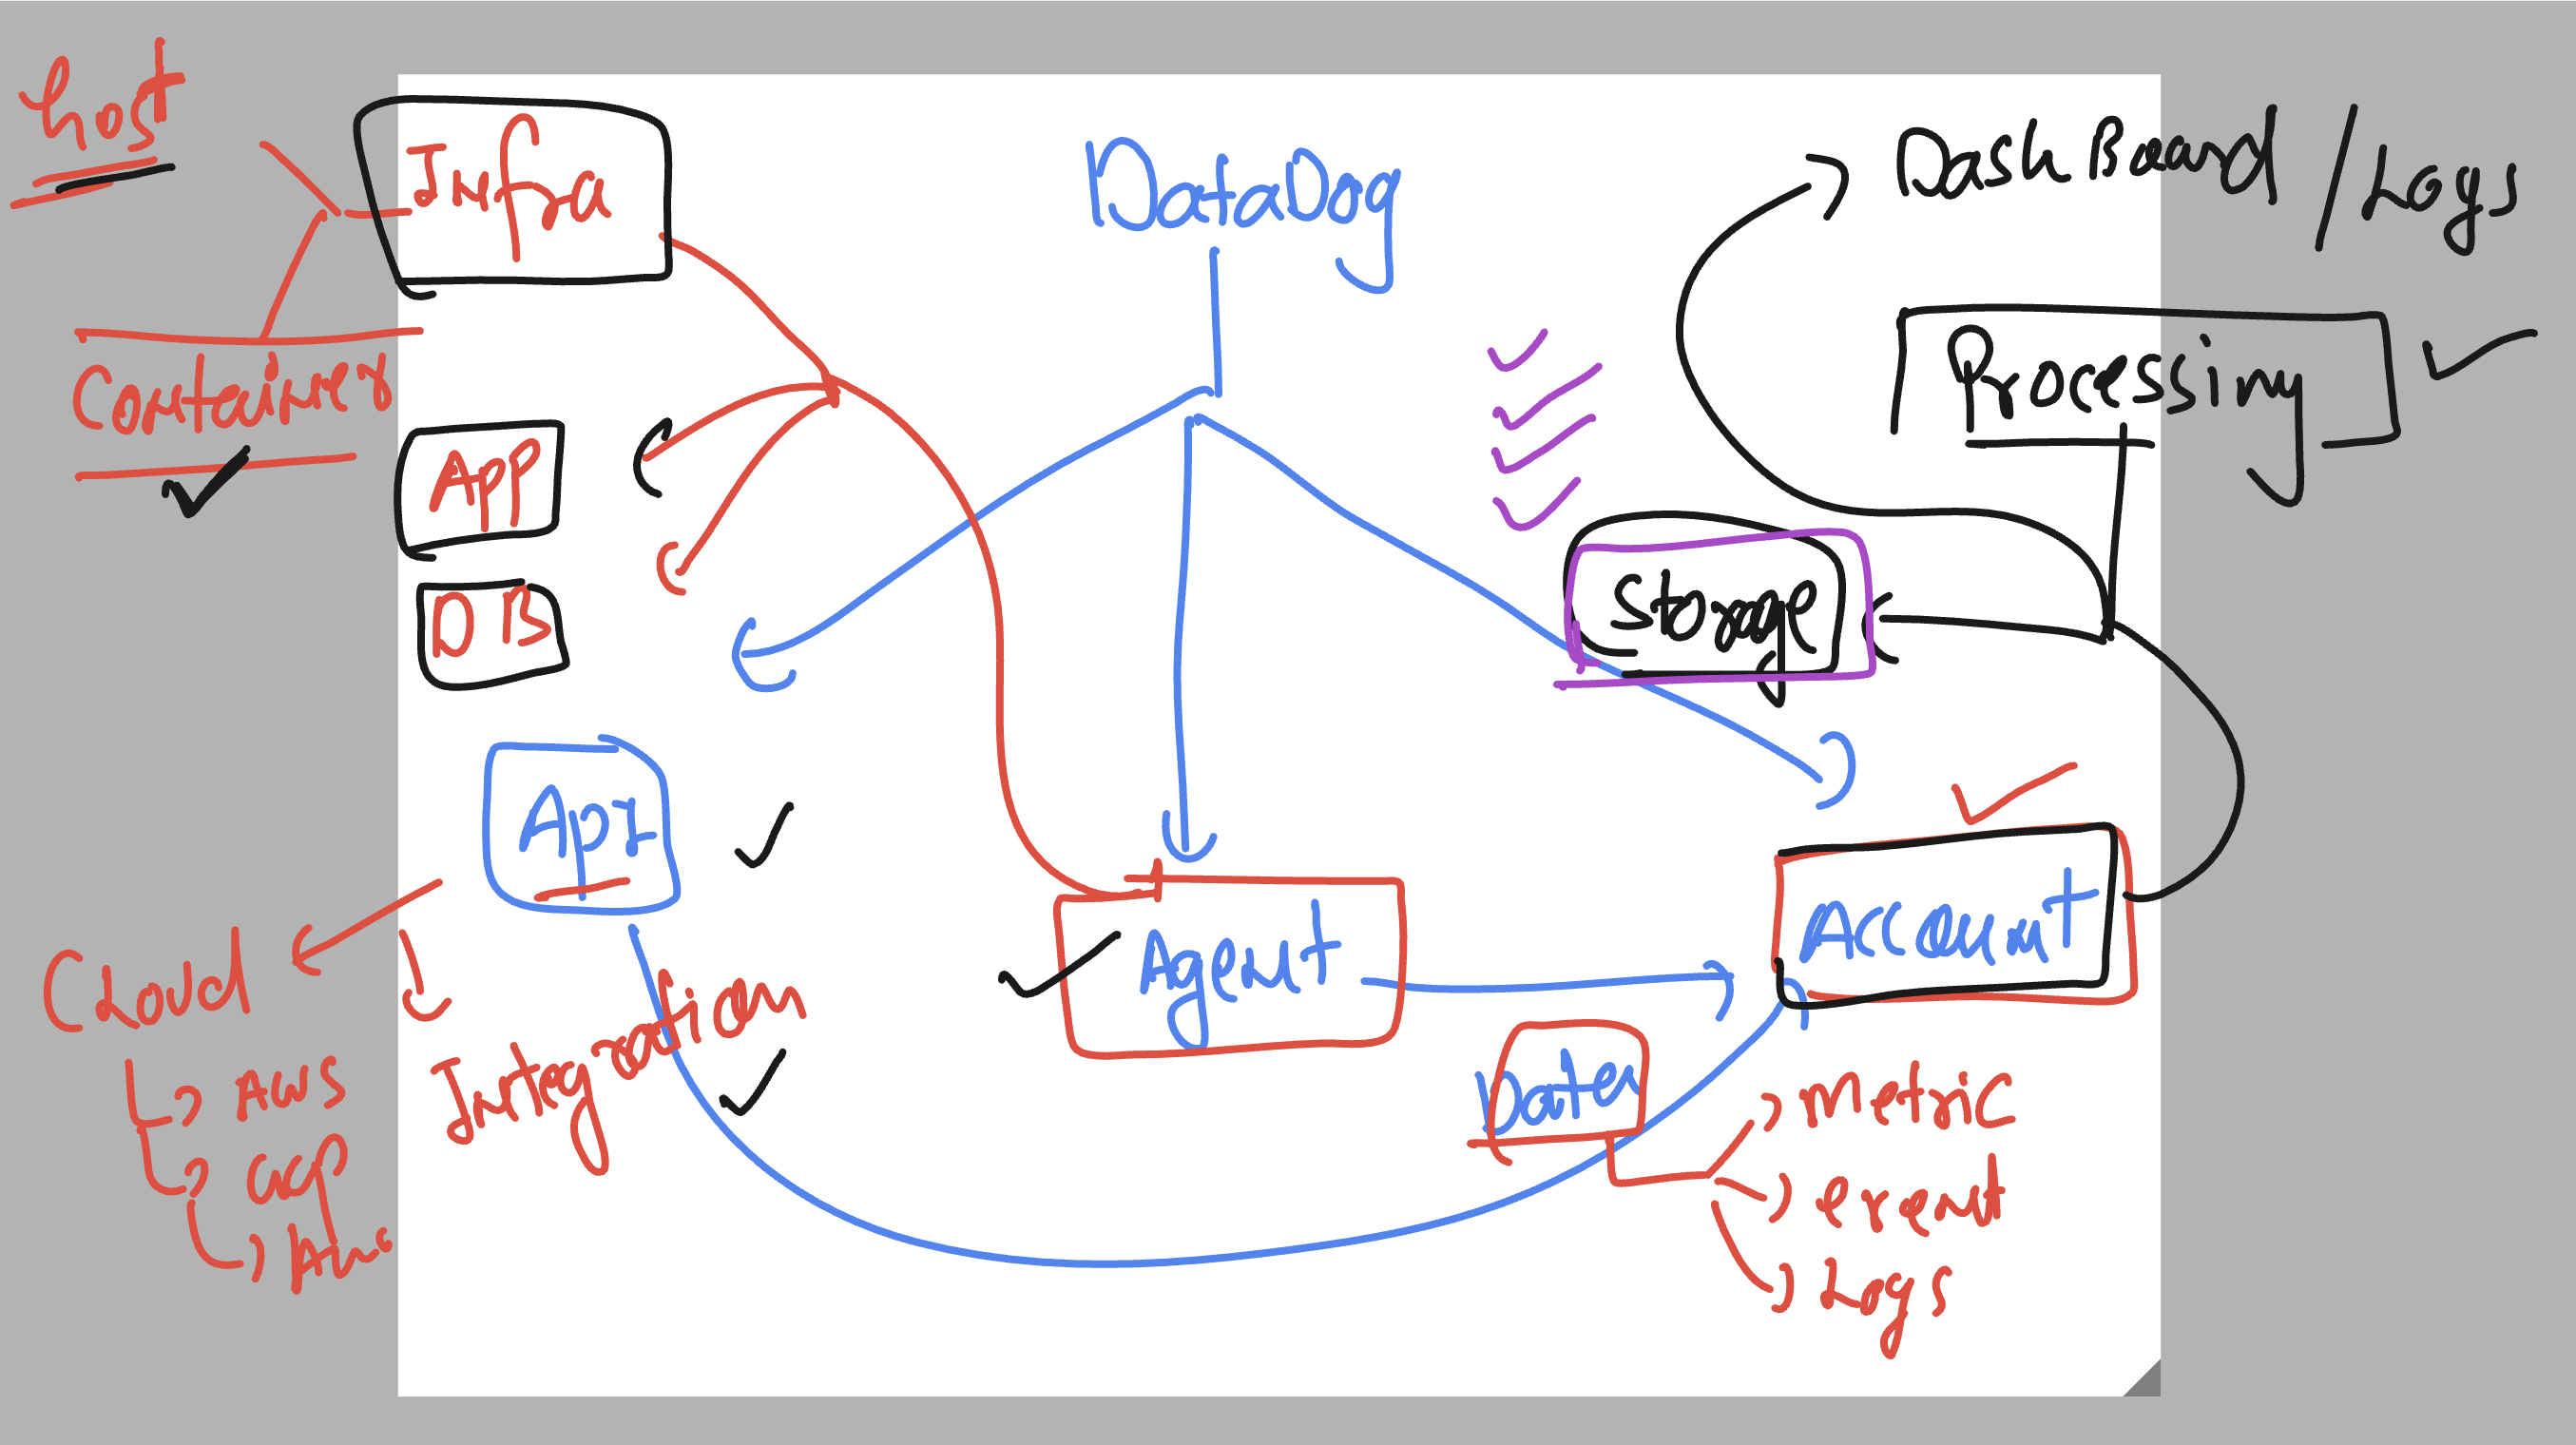 host
Infra
DataDog
DashBoard / Logs
Container
Processing
App
DB
Storage
ApI
Agent
Account
Cloud
Integration
Data
AWS
GCP
Metric
event
Logs